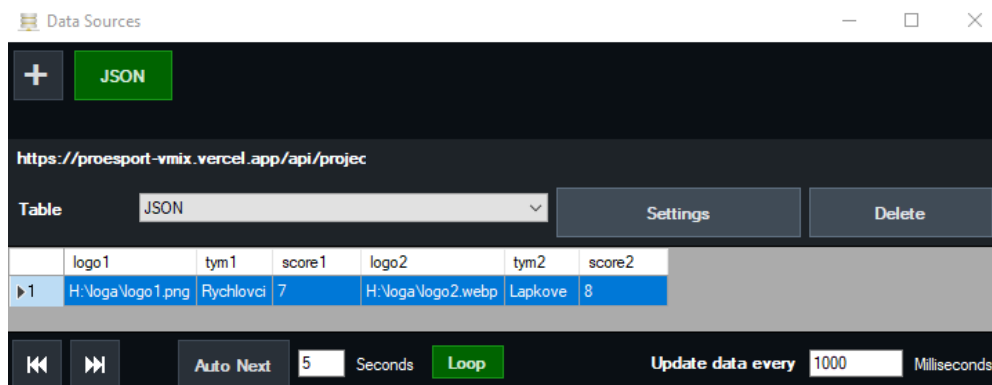 Data Sources
+ JSON
https://proesport-vmix.vercel.app/api/projec
Table JSON Settings Delete
logo1 tym1 score1 logo2 tym2 score2
1 H:\loga\logo1.png Rychlovci 7 H:\loga\logo2.webp Lapkove 8
Auto Next 5 Seconds Loop Update data every 1000 Milliseconds